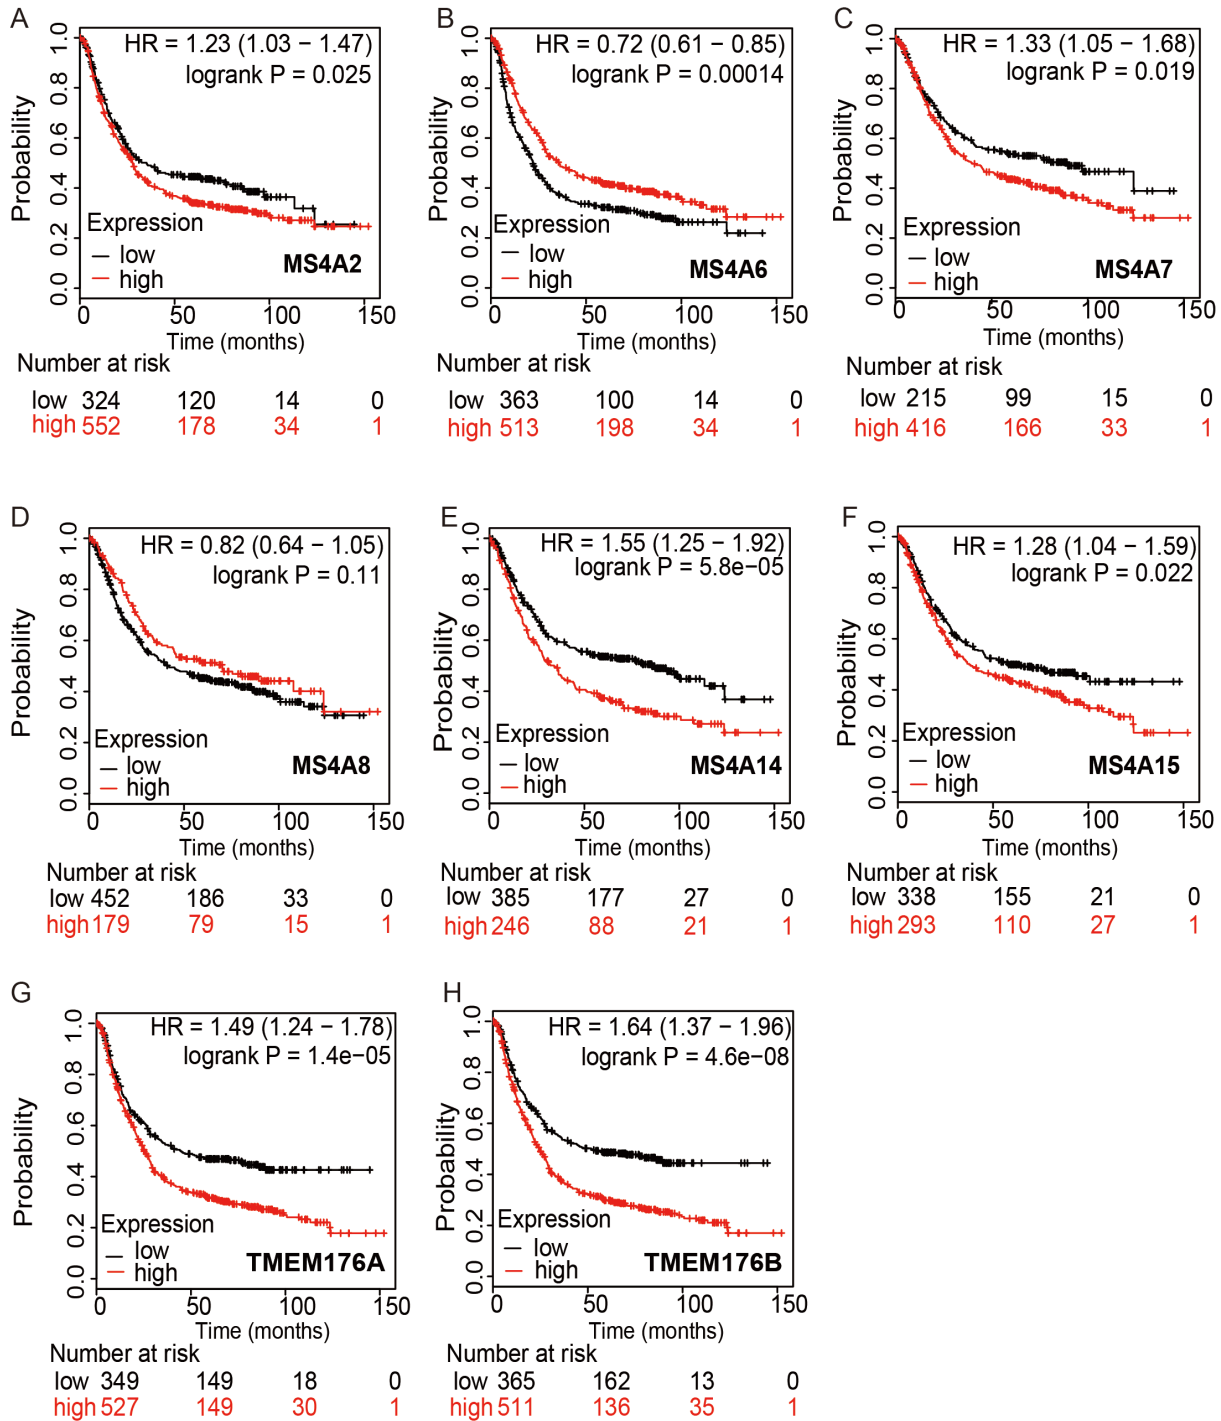 A
HR = 1.23 (1.03 − 1.47)
logrank P = 0.025
Probability
0.0 0.2 0.4 0.6 0.8 1.0
Expression
low
high
MS4A2
0 50 100 150
Time (months)
Number at risk
low 324 120 14 0
high 552 178 34 1
B
HR = 0.72 (0.61 − 0.85)
logrank P = 0.00014
Probability
0.0 0.2 0.4 0.6 0.8 1.0
Expression
low
high
MS4A6
0 50 100 150
Time (months)
Number at risk
low 363 100 14 0
high 513 198 34 1
C
HR = 1.33 (1.05 − 1.68)
logrank P = 0.019
Probability
0.0 0.2 0.4 0.6 0.8 1.0
Expression
low
high
MS4A7
0 50 100 150
Time (months)
Number at risk
low 215 99 15 0
high 416 166 33 1
D
HR = 0.82 (0.64 − 1.05)
logrank P = 0.11
Probability
0.0 0.2 0.4 0.6 0.8 1.0
Expression
low
high
MS4A8
0 50 100 150
Time (months)
Number at risk
low 452 186 33 0
high 179 79 15 1
E
HR = 1.55 (1.25 − 1.92)
logrank P = 5.8e−05
Probability
0.0 0.2 0.4 0.6 0.8 1.0
Expression
low
high
MS4A14
0 50 100 150
Time (months)
Number at risk
low 385 177 27 0
high 246 88 21 1
F
HR = 1.28 (1.04 − 1.59)
logrank P = 0.022
Probability
0.0 0.2 0.4 0.6 0.8 1.0
Expression
low
high
MS4A15
0 50 100 150
Time (months)
Number at risk
low 338 155 21 0
high 293 110 27 1
G
HR = 1.49 (1.24 − 1.78)
logrank P = 1.4e−05
Probability
0.0 0.2 0.4 0.6 0.8 1.0
Expression
low
high
TMEM176A
0 50 100 150
Time (months)
Number at risk
low 349 149 18 0
high 527 149 30 1
H
HR = 1.64 (1.37 − 1.96)
logrank P = 4.6e−08
Probability
0.0 0.2 0.4 0.6 0.8 1.0
Expression
low
high
TMEM176B
0 50 100 150
Time (months)
Number at risk
low 365 162 13 0
high 511 136 35 1